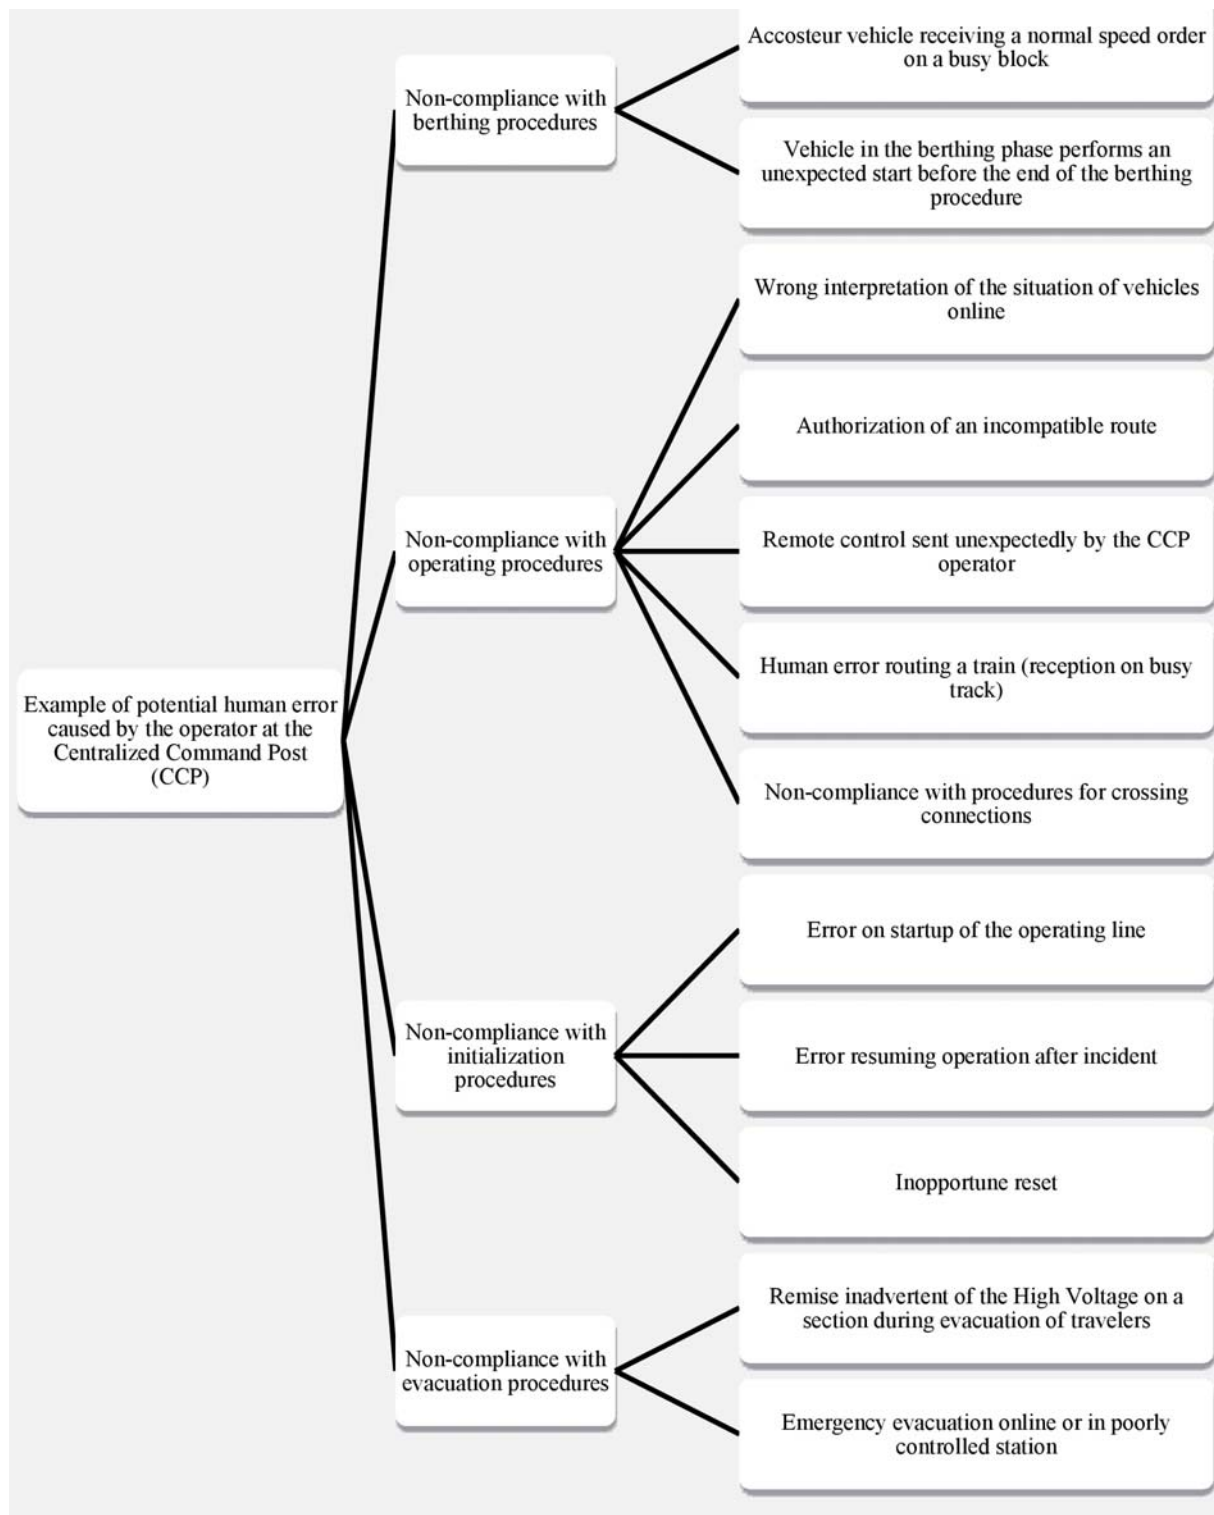 Example of potential human error
caused by the operator at the
Centralized Command Post
(CCP)
Non-compliance with
berthing procedures
Accosteur vehicle receiving a normal speed order
on a busy block
Vehicle in the berthing phase performs an
unexpected start before the end of the berthing
procedure
Non-compliance with
operating procedures
Wrong interpretation of the situation of vehicles
online
Authorization of an incompatible route
Remote control sent unexpectedly by the CCP
operator
Human error routing a train (reception on busy
track)
Non-compliance with procedures for crossing
connections
Non-compliance with
initialization
procedures
Error on startup of the operating line
Error resuming operation after incident
Inopportune reset
Non-compliance with
evacuation procedures
Remise inadvertent of the High Voltage on a
section during evacuation of travelers
Emergency evacuation online or in poorly
controlled station